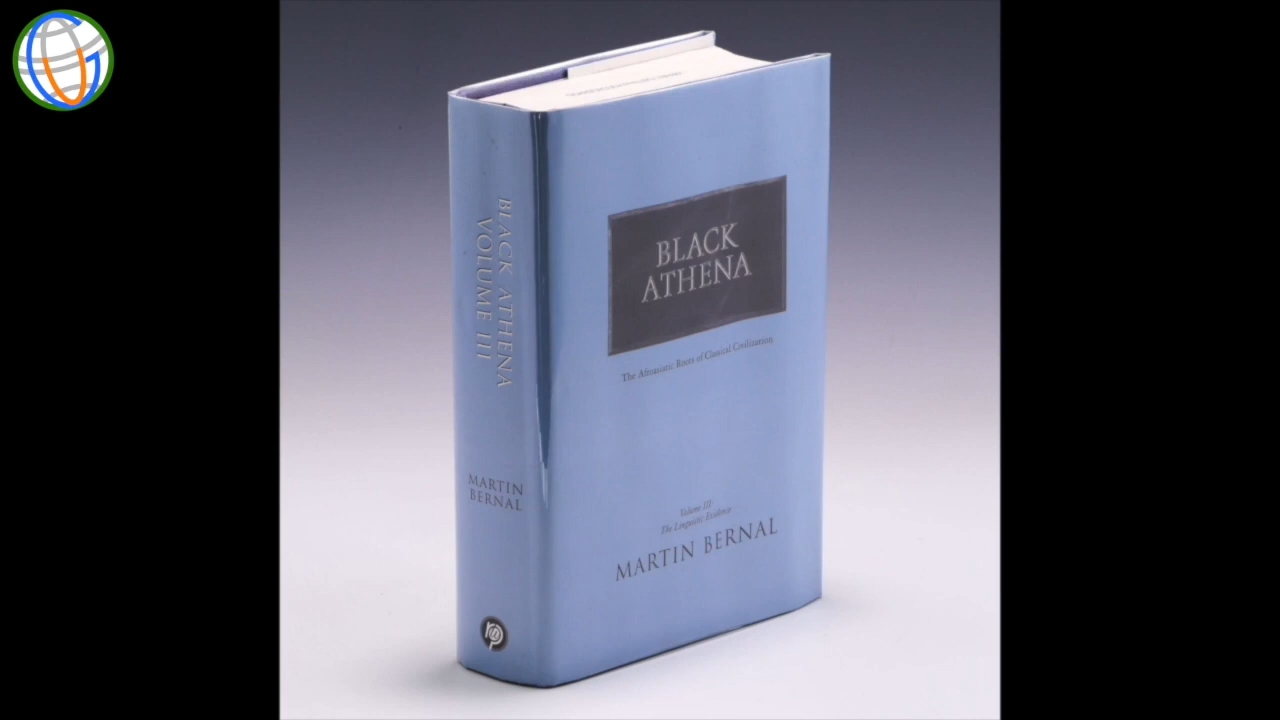 BLACK ATHENA
VOLUME III
MARTIN
BERNAL
BLACK
ATHENA
The Afroasiatic Roots of Classical Civilization
Volume III:
The Linguistic Evidence
MARTIN BERNAL